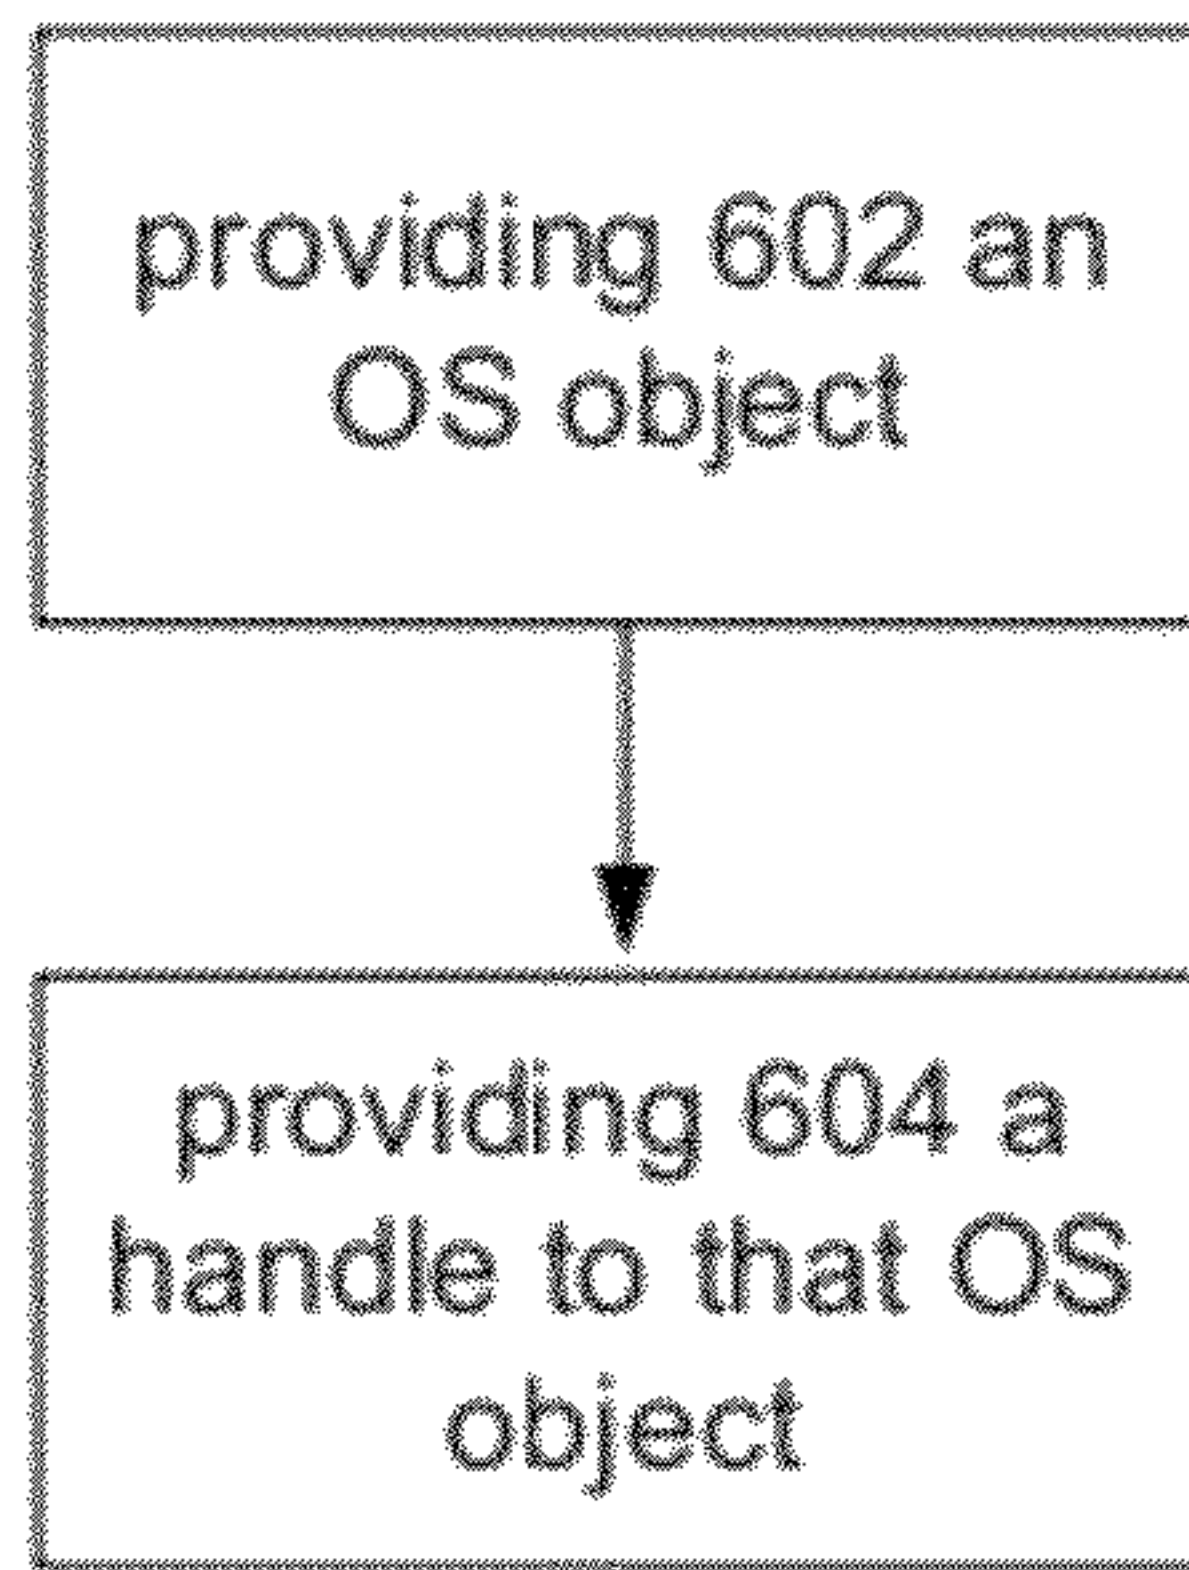 providing 602 an
OS object
providing 604 a
handle to that OS
object